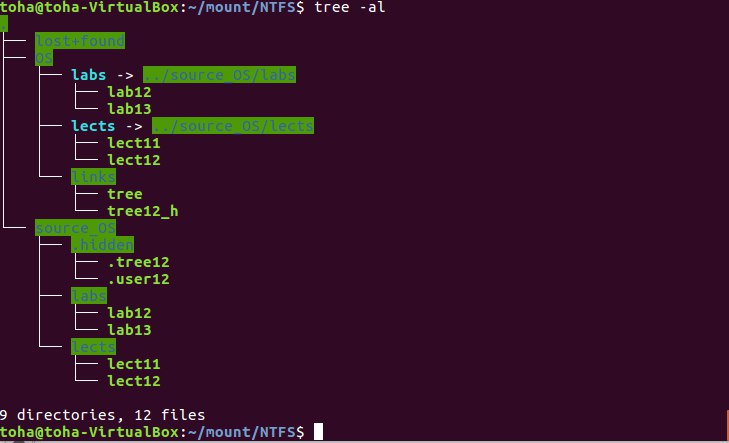 toha@toha-VirtualBox:~/mount/NTFS$ tree -al
.
├── lost+found
├── OS
│   ├── labs -> ../source_OS/labs
│   │   ├── lab12
│   │   └── lab13
│   ├── lects -> ../source_OS/lects
│   │   ├── lect11
│   │   └── lect12
│   └── links
│       ├── tree
│       └── tree12_h
└── source_OS
    ├── .hidden
    │   ├── .tree12
    │   └── .user12
    ├── labs
    │   ├── lab12
    │   └── lab13
    └── lects
        ├── lect11
        └── lect12

9 directories, 12 files
toha@toha-VirtualBox:~/mount/NTFS$